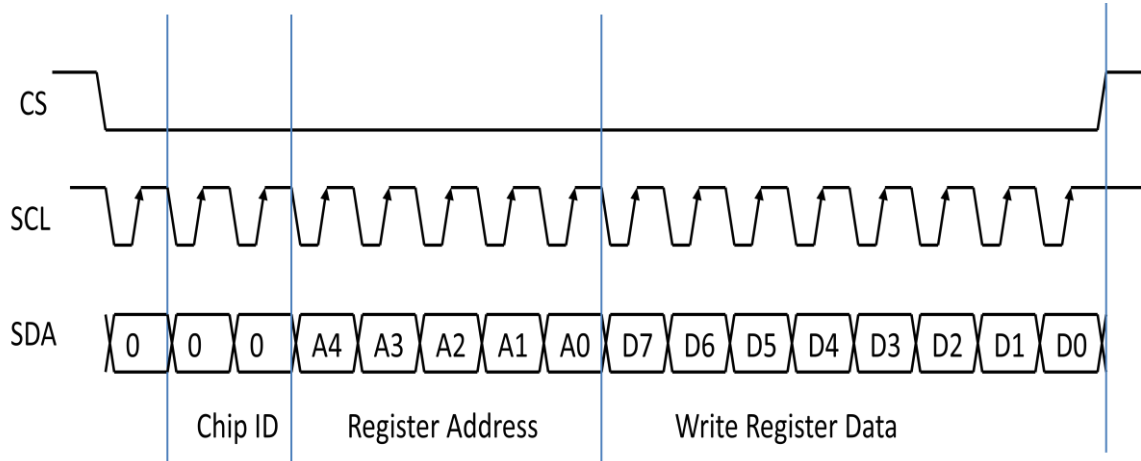 CS
SCL
SDA 0 0 0 A4 A3 A2 A1 A0 D7 D6 D5 D4 D3 D2 D1 D0
Chip ID Register Address Write Register Data